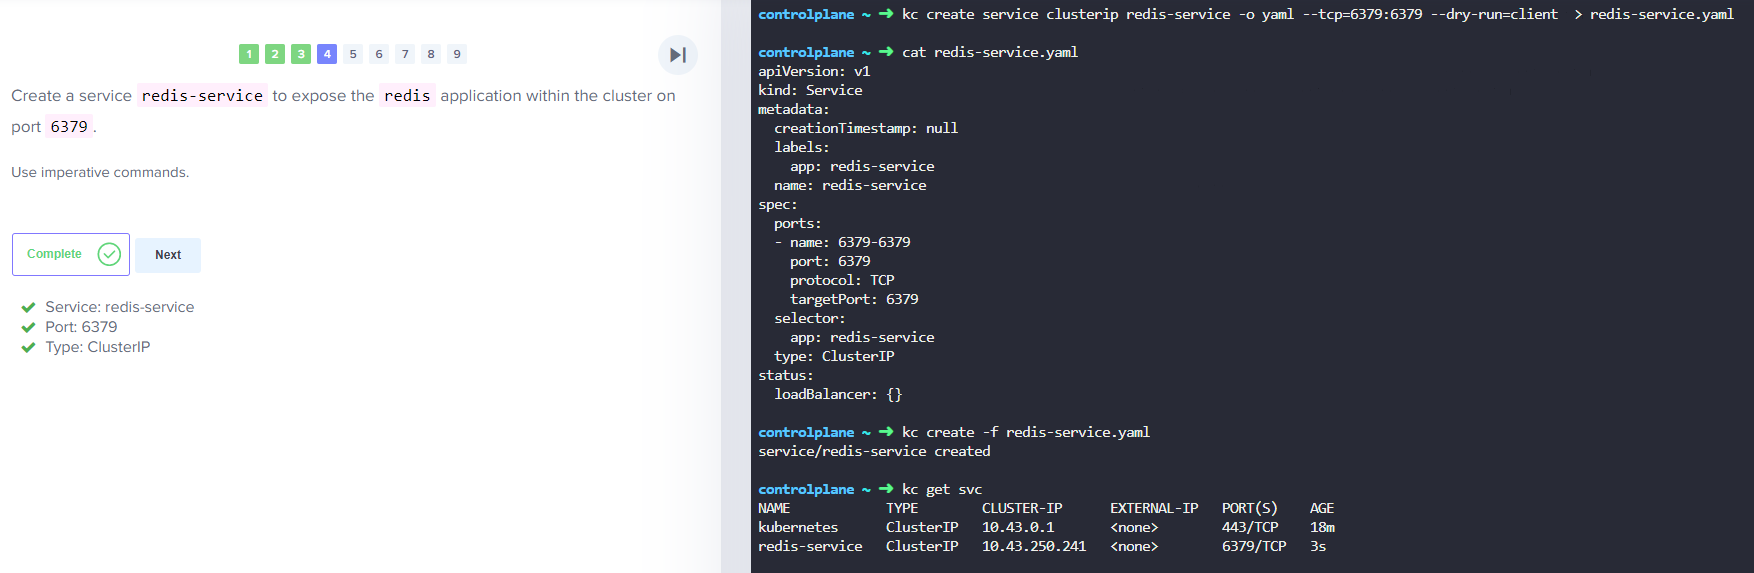 1 2 3 4 5 6 7 8 9
Create a service redis-service to expose the redis application within the cluster on
port 6379 .
Use imperative commands.
Complete Next
Service: redis-service
Port: 6379
Type: ClusterIP
controlplane ~ ➜ kc create service clusterip redis-service -o yaml --tcp=6379:6379 --dry-run=client  > redis-service.yaml
controlplane ~ ➜ cat redis-service.yaml
apiVersion: v1
kind: Service
metadata:
  creationTimestamp: null
  labels:
    app: redis-service
  name: redis-service
spec:
  ports:
  - name: 6379-6379
    port: 6379
    protocol: TCP
    targetPort: 6379
  selector:
    app: redis-service
  type: ClusterIP
status:
  loadBalancer: {}
controlplane ~ ➜ kc create -f redis-service.yaml
service/redis-service created
controlplane ~ ➜ kc get svc
NAME            TYPE        CLUSTER-IP      EXTERNAL-IP   PORT(S)    AGE
kubernetes      ClusterIP   10.43.0.1       <none>        443/TCP    18m
redis-service   ClusterIP   10.43.250.241   <none>        6379/TCP   3s